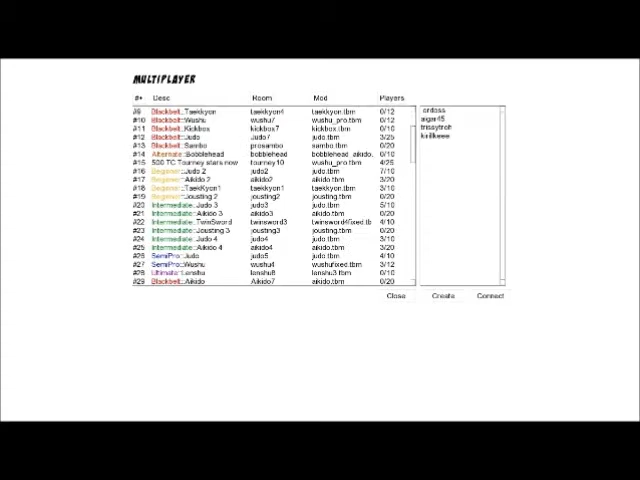 MULTIPLAYER
#+ Desc Room Mod Players
#9 Blackbelt::Taekkyon taekkyon4 taekkyon.tbm 0/12
#10 Blackbelt::Wushu wushu7 wushu_pro.tbm 0/12
#11 Blackbelt::Kickbox kickbox7 kickbox.tbm 0/10
#12 Blackbelt::Judo Judo7 judo.tbm 3/25
#13 Blackbelt::Sambo prosambo sambo.tbm 0/20
#14 Alternate::Bobblehead bobblehead bobblehead_aikido. 0/10
#15 500 TC Tourney stars now tourney10 wushu_pro.tbm 4/25
#16 Beginner::Judo 2 judo2 judo.tbm 7/10
#17 Beginner::Aikido 2 aikido2 aikido.tbm 3/20
#18 Beginner::TaekKyon1 taekkyon1 taekkyon.tbm 3/10
#19 Beginner::Jousting 2 jousting2 jousting.tbm 0/20
#20 Intermediate::Judo 3 judo3 judo.tbm 5/10
#21 Intermediate::Aikido 3 aikido3 aikido.tbm 0/20
#22 Intermediate::TwinSword twinsword3 twinsword4fixed.tb 4/10
#23 Intermediate::Jousting 3 jousting3 jousting.tbm 0/20
#24 Intermediate::Judo 4 judo4 judo.tbm 3/10
#25 Intermediate::Aikido 4 aikido4 aikido.tbm 3/20
#26 SemiPro::Judo judo5 judo.tbm 4/10
#27 SemiPro::Wushu wushu4 wushufixed.tbm 3/12
#28 Ultimate::Lenshu lenshu8 lenshu3.tbm 0/10
#29 Blackbelt::Aikido Aikido7 aikido.tbm 0/20
aigar45
trissytroh
Close Create Connect